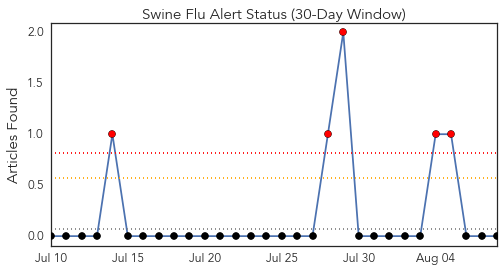 Swine Flu Alert Status (30-Day Window)
Articles Found
2.0
1.5
1.0
0.5
0.0
Jul 10
Jul 15
Jul 20
Jul 25
Jul 30
Aug 04